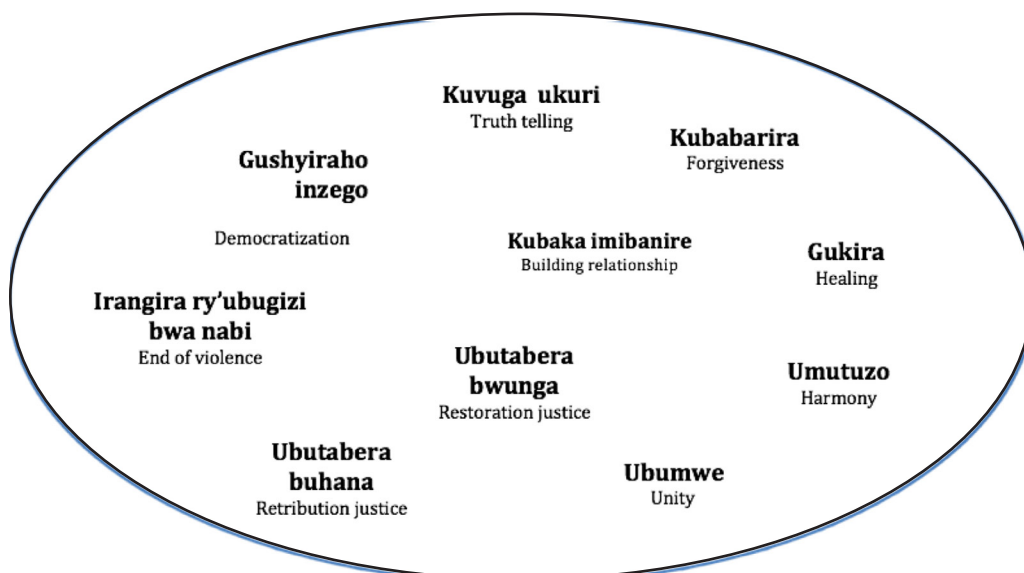 Kuvuga ukuri
Truth telling
Kubabarira
Forgiveness
Gushyiraho
inzego
Democratization
Kubaka imibanire
Building relationship
Gukira
Healing
Irangira ry’ubugizi
bwa nabi
End of violence
Ubutabera
bwunga
Restoration justice
Umutuzo
Harmony
Ubutabera
buhana
Retribution justice
Ubumwe
Unity